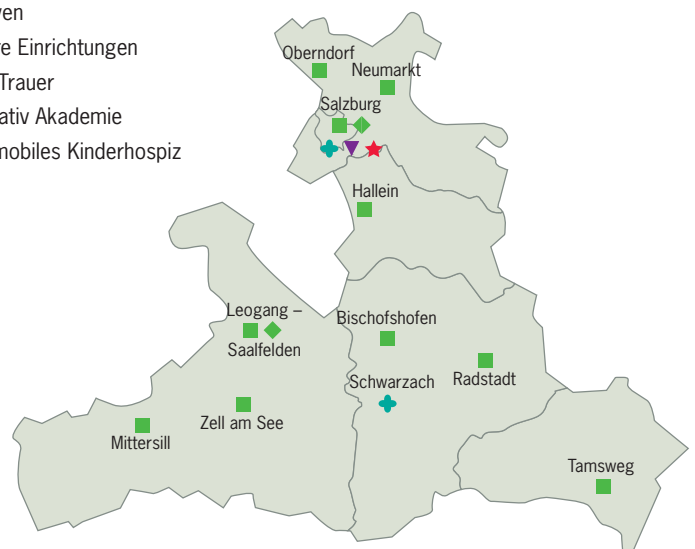 ven
re Einrichtungen
Trauer
ativ Akademie
mobiles Kinderhospiz
Oberndorf
Neumarkt
Salzburg
Hallein
Leogang –
Saalfelden
Bischofshofen
Radstadt
Schwarzach
Zell am See
Mittersill
Tamsweg